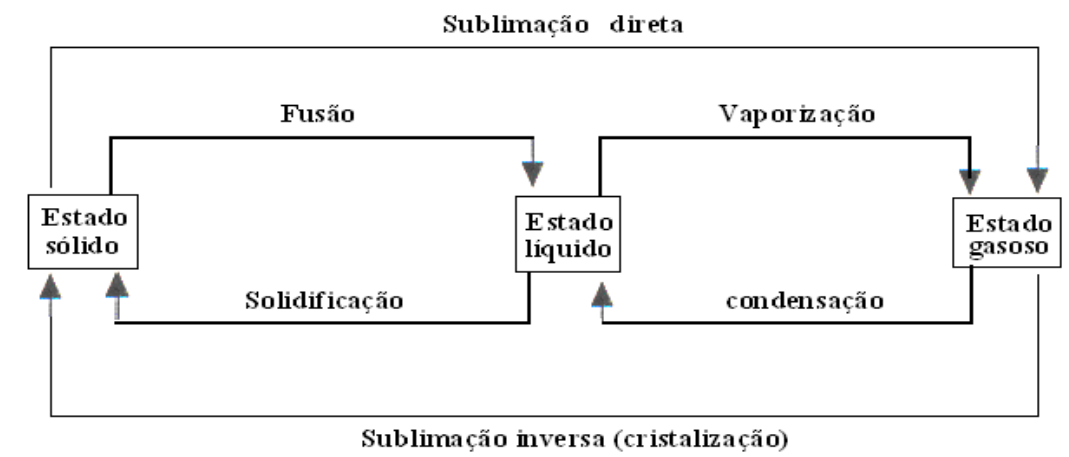 Sublimação direta
Fusão
Vaporização
Estado
sólido
Estado
líquido
Estado
gasoso
Solidificação
condensação
Sublimação inversa (cristalização)